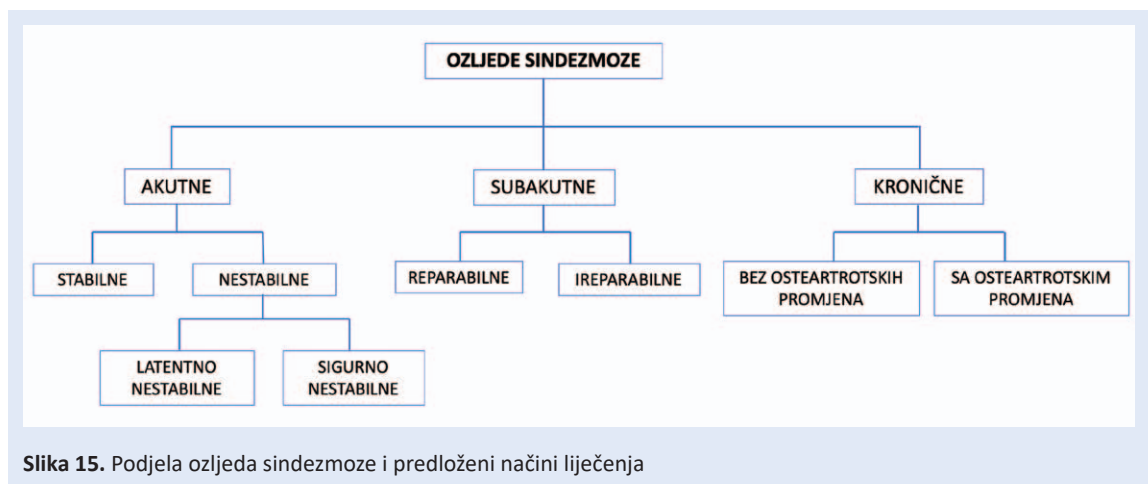 OZLJEDE SINDEZMOZE
AKUTNE
SUBAKUTNE
KRONIČNE
STABILNE
NESTABILNE
REPARABILNE
IREPARABILNE
BEZ OSTEARTROTSKIH
PROMJENA
SA OSTEARTROTSKIM
PROMJENA
LATENTNO
NESTABILNE
SIGURNO
NESTABILNE
Slika 15. Podjela ozljeda sindezmoze i predloženi načini liječenja